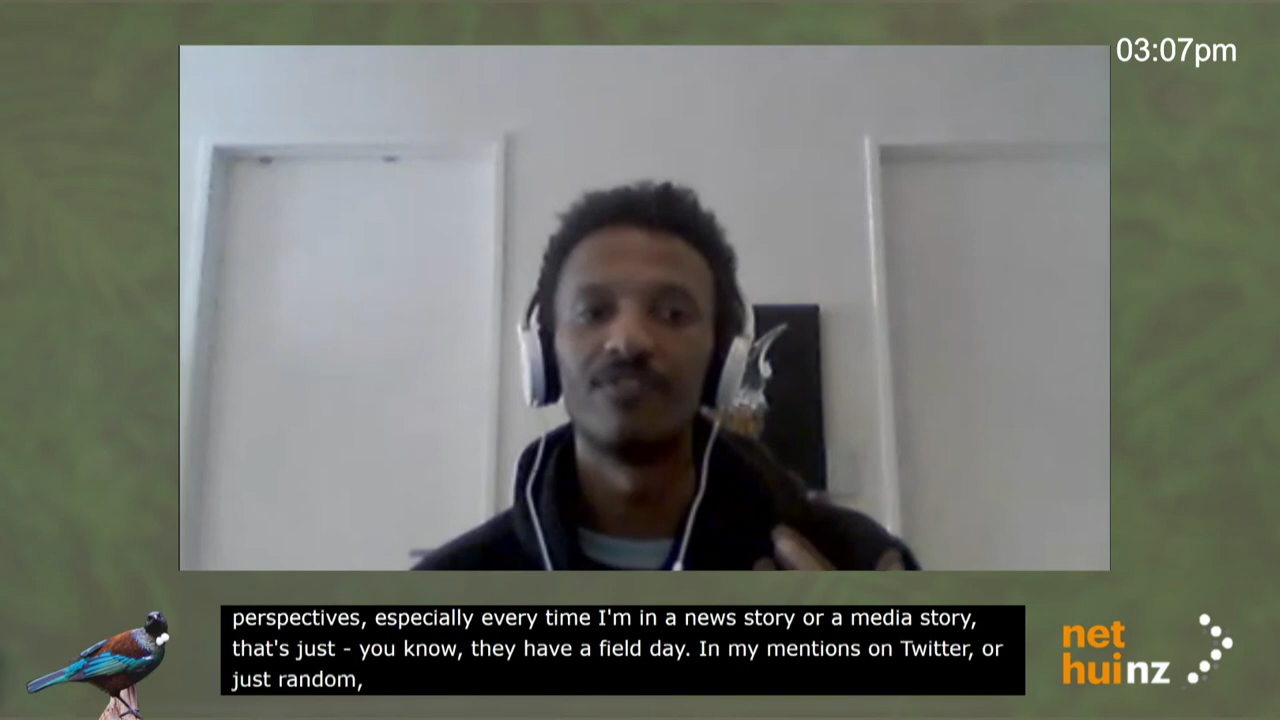 03:07pm
perspectives, especially every time I'm in a news story or a media story,
that's just - you know, they have a field day. In my mentions on Twitter, or
just random,
net
huinz